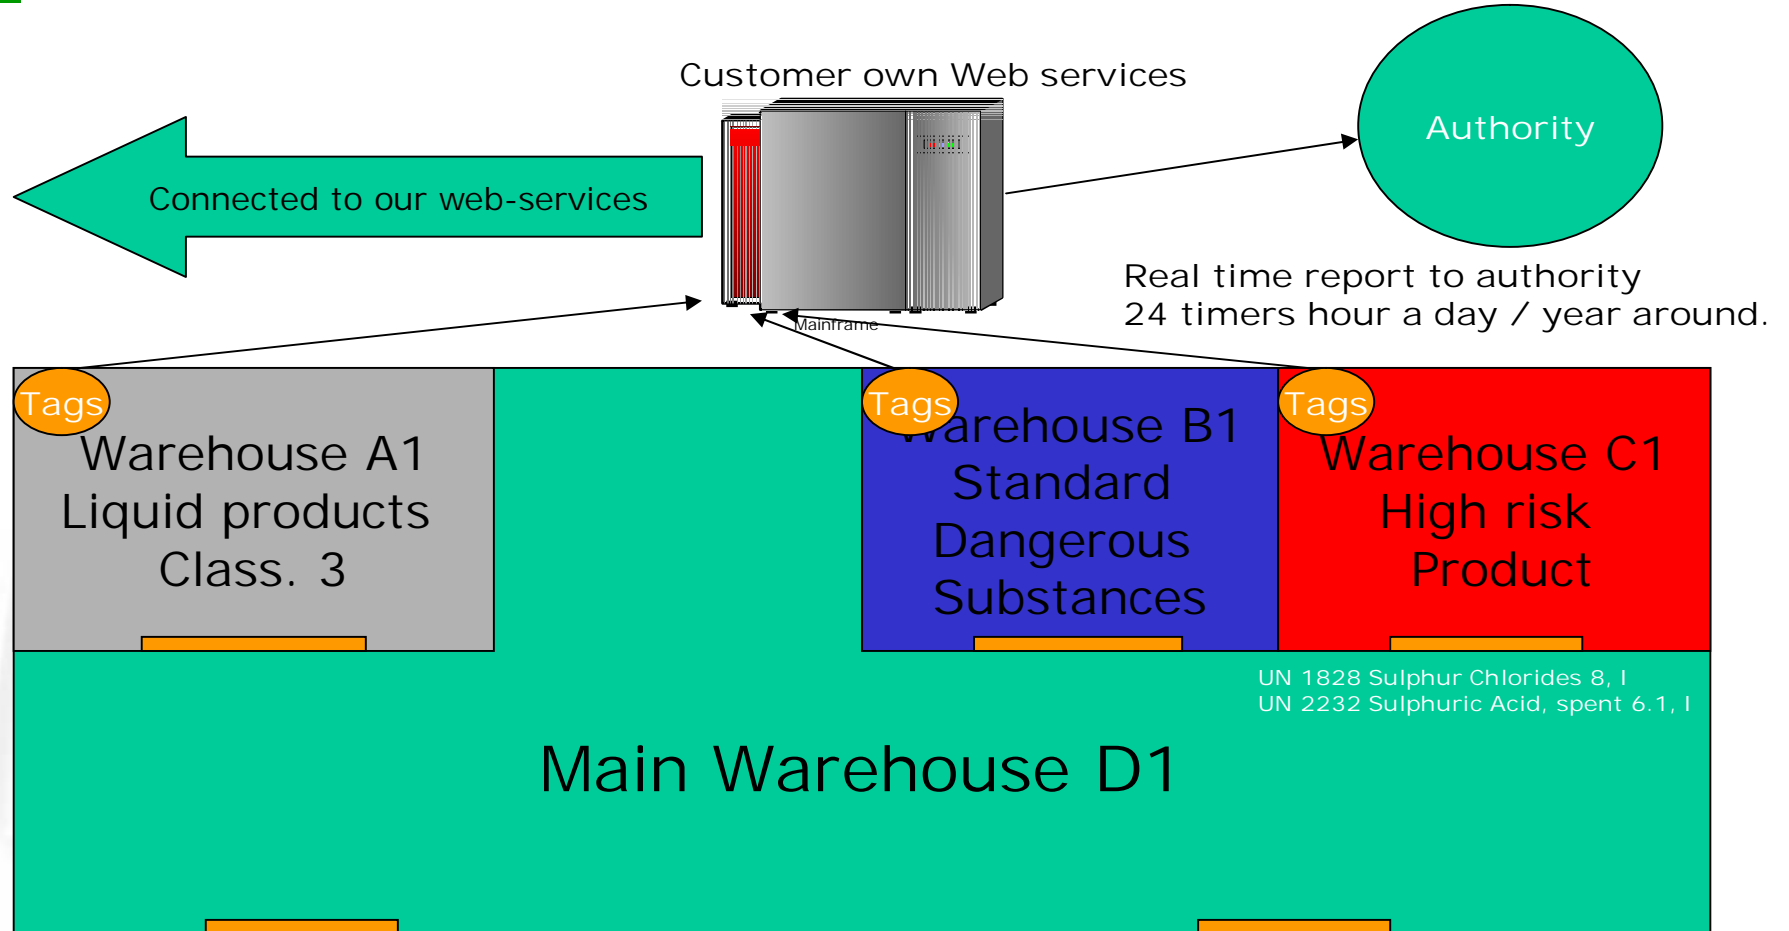 Customer own Web services
Authority
Connected to our web-services
Real time report to authority
24 timers hour a day / year around.
Mainframe
Tags
Warehouse A1
Liquid products
Class. 3
Tags
Warehouse B1
Standard
Dangerous
Substances
Tags
Warehouse C1
High risk
Product
UN 1828 Sulphur Chlorides 8, I
UN 2232 Sulphuric Acid, spent 6.1, I
Main Warehouse D1